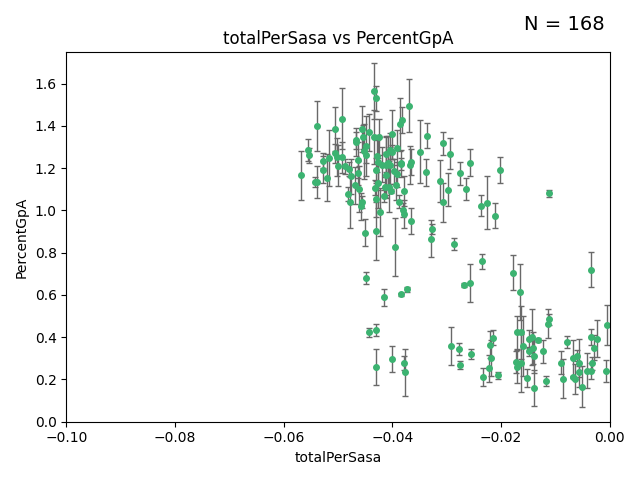 N = 168
totalPerSasa vs PercentGpA
PercentGpA
1.6
1.4
1.2
1.0
0.8
0.6
0.4
0.2
0.0
−0.10 −0.08 −0.06 −0.04 −0.02 0.00
totalPerSasa